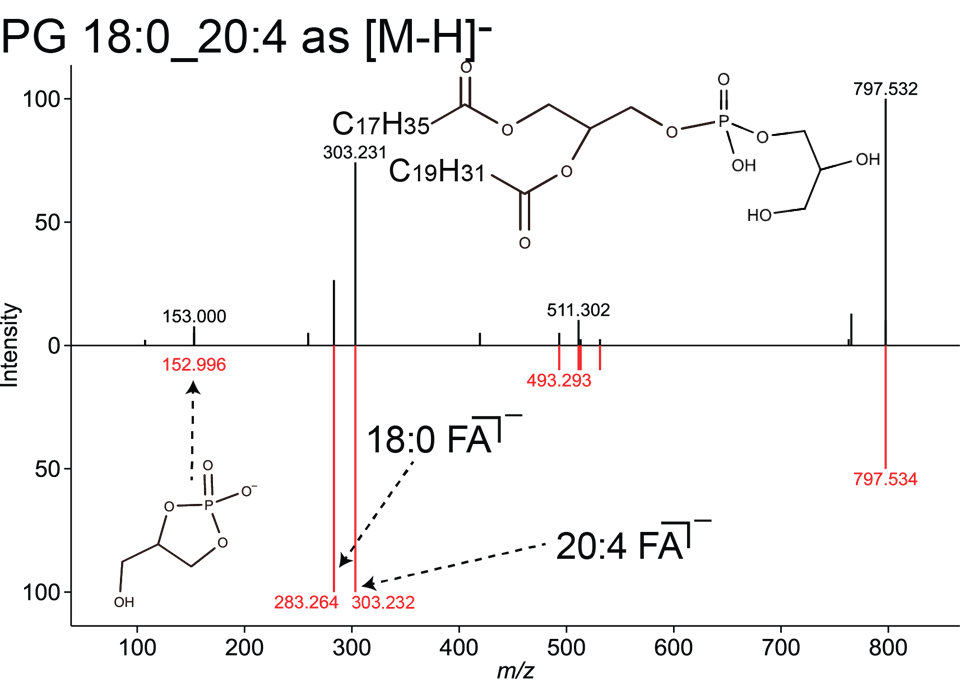 PG 18:0_20:4 as [M-H]-
O
O
100
797.532
C17H35
O
O
P
O
303.231
C19H31
O
OH
OH
50
HO
O
511.302
153.000
Intensity
0
152.996
493.293
18:0 FA –
O
50
797.534
O
P
O–
O
20:4 FA –
100
OH
283.264
303.232
100 200 300 400 500 600 700 800
m/z